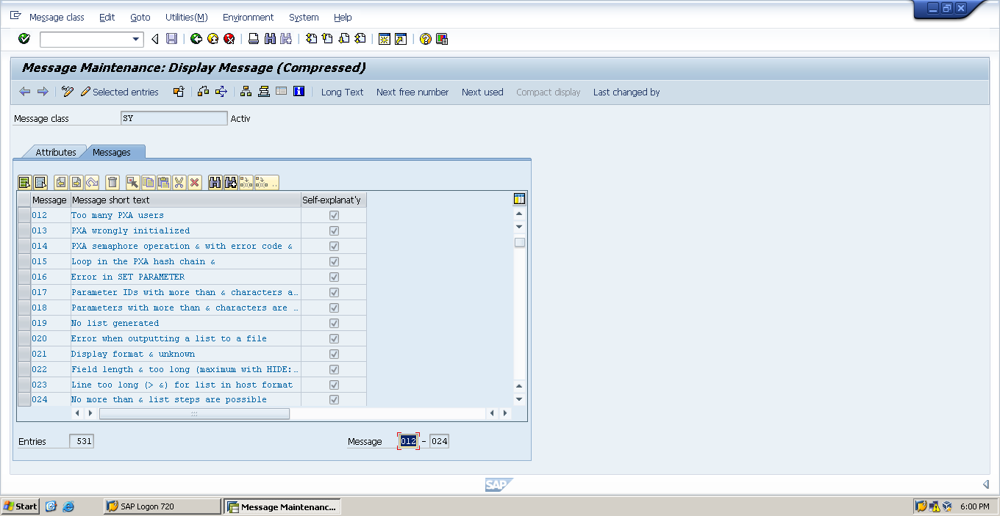 Message class Edit Goto Utilities(M) Environment System Help
Message Maintenance: Display Message (Compressed)
Selected entries Long Text Next free number Next used Compact display Last changed by
Message class SY Activ
Attributes Messages
Message Message short text Self-explanat'y
012 Too many PXA users
013 PXA wrongly initialized
014 PXA semaphore operation & with error code &
015 Loop in the PXA hash chain &
016 Error in SET PARAMETER
017 Parameter IDs with more than & characters a…
018 Parameters with more than & characters are …
019 No list generated
020 Error when outputting a list to a file
021 Display format & unknown
022 Field length & too long (maximum with HIDE:…
023 Line too long (> &) for list in host format
024 No more than & list steps are possible
Entries 531 Message 012 - 024
SAP
Start SAP Logon 720 Message Maintenanc... 6:00 PM